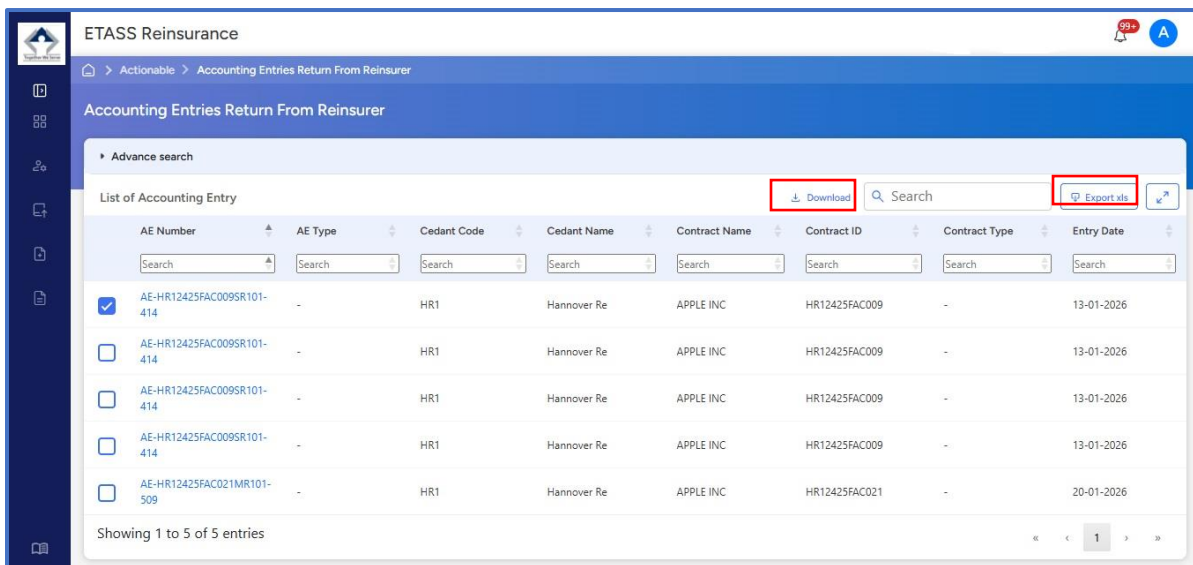 ETASS Reinsurance
99+
A
Together We Serve
> Actionable > Accounting Entries Return From Reinsurer
Accounting Entries Return From Reinsurer
Advance search
List of Accounting Entry
Download
Search
Export xls
AE Number AE Type Cedant Code Cedant Name Contract Name Contract ID Contract Type Entry Date
Search Search Search Search Search Search Search Search
AE-HR12425FAC009SR101-
414 - HR1 Hannover Re APPLE INC HR12425FAC009 - 13-01-2026
AE-HR12425FAC009SR101-
414 - HR1 Hannover Re APPLE INC HR12425FAC009 - 13-01-2026
AE-HR12425FAC009SR101-
414 - HR1 Hannover Re APPLE INC HR12425FAC009 - 13-01-2026
AE-HR12425FAC009SR101-
414 - HR1 Hannover Re APPLE INC HR12425FAC009 - 13-01-2026
AE-HR12425FAC021MR101-
509 - HR1 Hannover Re APPLE INC HR12425FAC021 - 20-01-2026
Showing 1 to 5 of 5 entries
« ‹ 1 › »